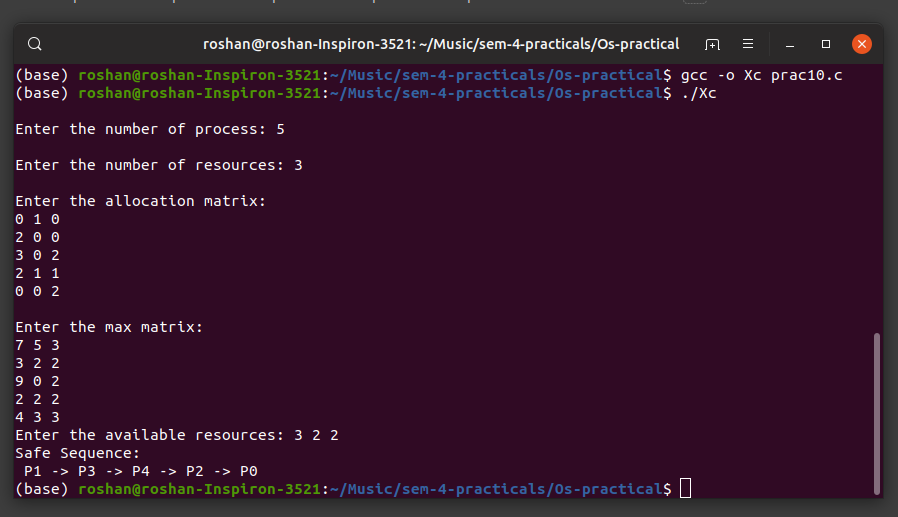 roshan@roshan-Inspiron-3521: ~/Music/sem-4-practicals/Os-practical
(base) roshan@roshan-Inspiron-3521:~/Music/sem-4-practicals/Os-practical$ gcc -o Xc prac10.c
(base) roshan@roshan-Inspiron-3521:~/Music/sem-4-practicals/Os-practical$ ./Xc
Enter the number of process: 5
Enter the number of resources: 3
Enter the allocation matrix:
0 1 0
2 0 0
3 0 2
2 1 1
0 0 2
Enter the max matrix:
7 5 3
3 2 2
9 0 2
2 2 2
4 3 3
Enter the available resources: 3 2 2
Safe Sequence:
P1 -> P3 -> P4 -> P2 -> P0
(base) roshan@roshan-Inspiron-3521:~/Music/sem-4-practicals/Os-practical$